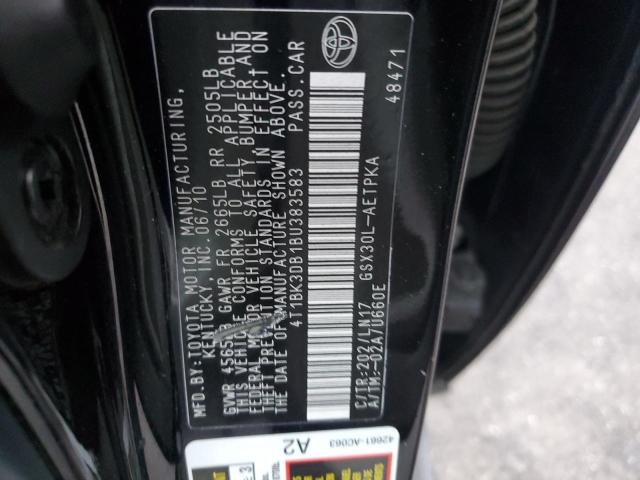 MFD.BY:TOYOTA MOTOR MANUFACTURING,
KENTUCKY, INC. 06/10
GVWR 4565LB GAWR FR 2665LB RR 2505LB
THIS VEHICLE CONFORMS TO ALL APPLICABLE
FEDERAL MOTOR VEHICLE SAFETY, BUMPER, AND
THEFT PREVENTION STANDARDS IN EFFECT ON
THE DATE OF MANUFACTURE SHOWN ABOVE.
4T1BK3DB1BU383583 PASS.CAR
C/TR:202/LN17 GSX30L-AETPKA
A/TM:-02A/U660E 48471
42661-AC063
A2